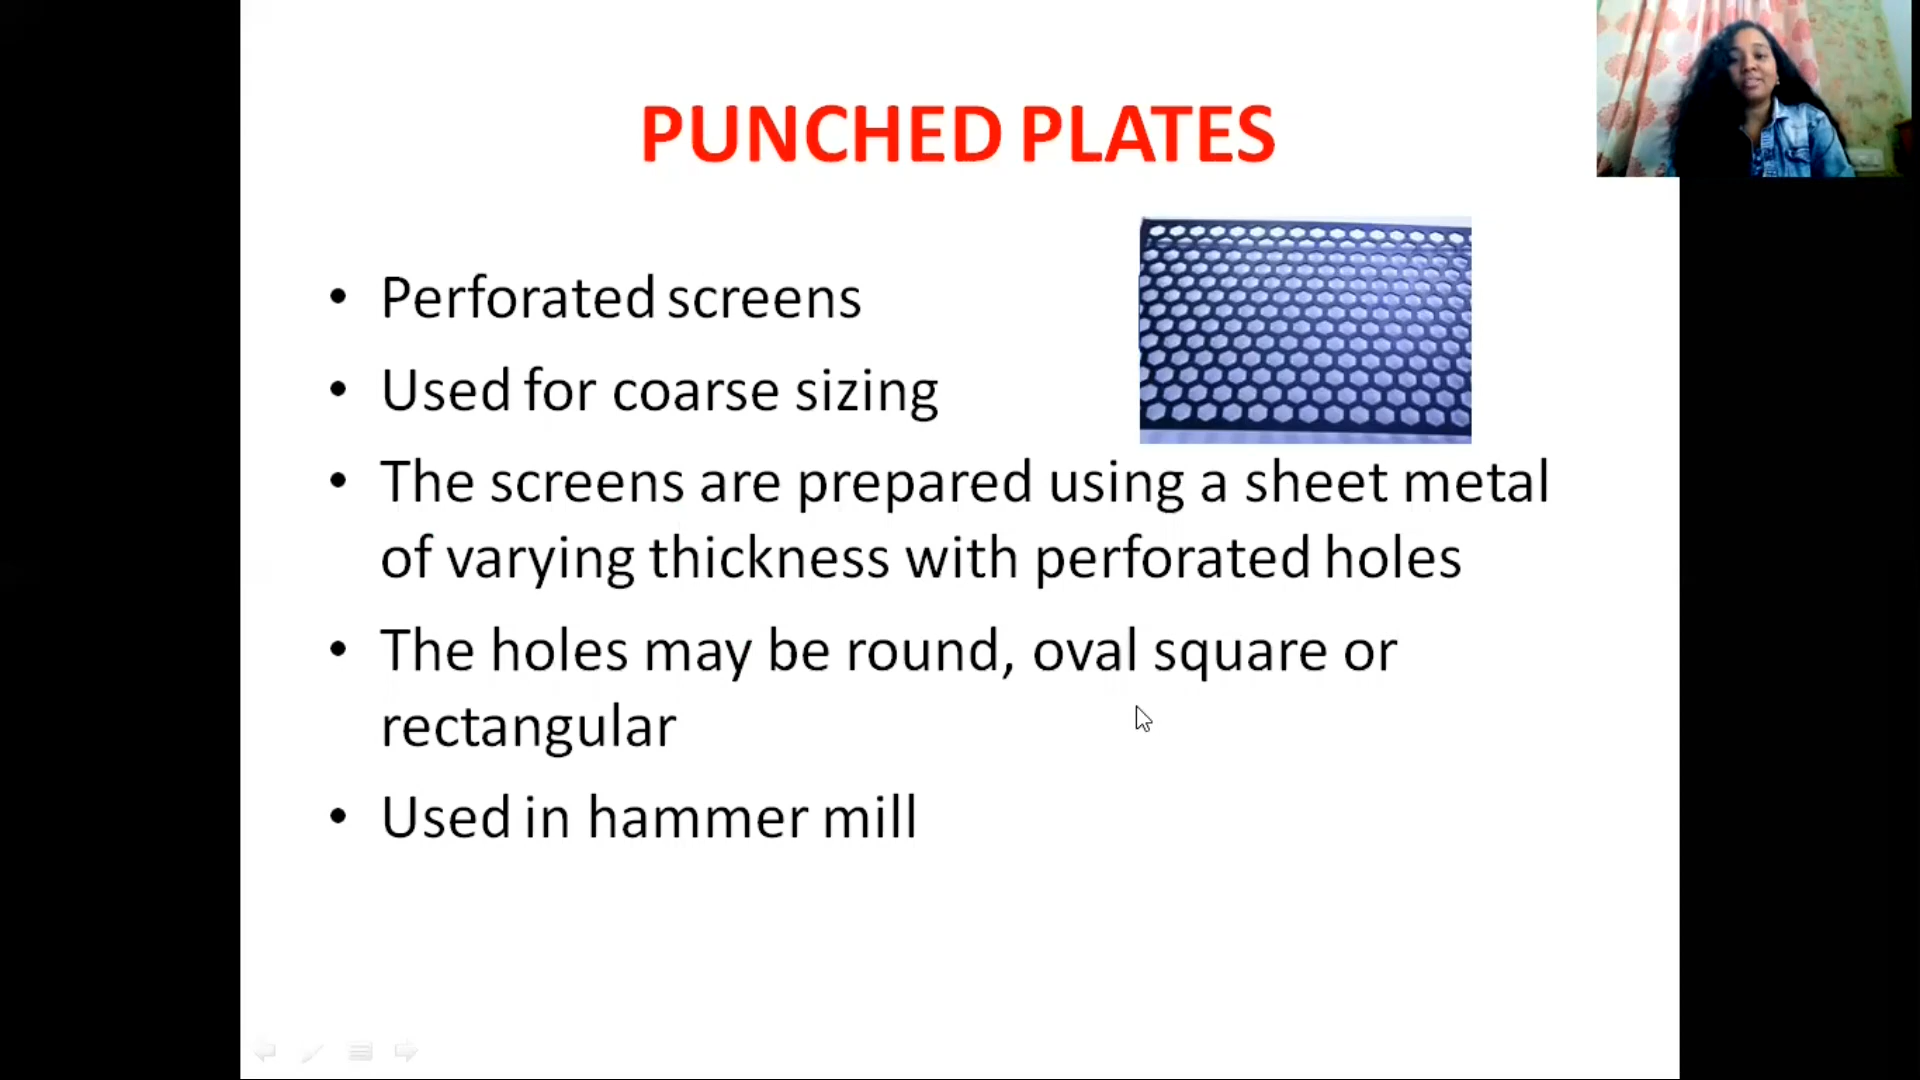 PUNCHED PLATES
• Perforated screens
• Used for coarse sizing
• The screens are prepared using a sheet metal
of varying thickness with perforated holes
• The holes may be round, oval square or
rectangular
• Used in hammer mill